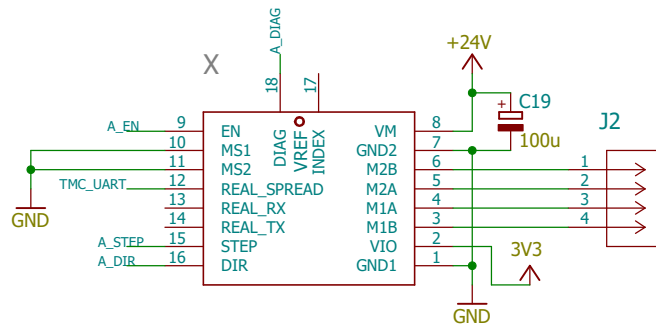 A_DIAG
+24V
X
18
17
+
C19
100u
J2
DIAG
VREF
INDEX
A_EN
9
EN
VM
8
10
MS1
GND2
7
11
MS2
M2B
6
1
TMC_UART
12
REAL_SPREAD
M2A
5
2
13
REAL_RX
M1A
4
3
14
REAL_TX
M1B
3
4
A_STEP
15
STEP
VIO
2
3V3
A_DIR
16
DIR
GND1
1
GND
GND